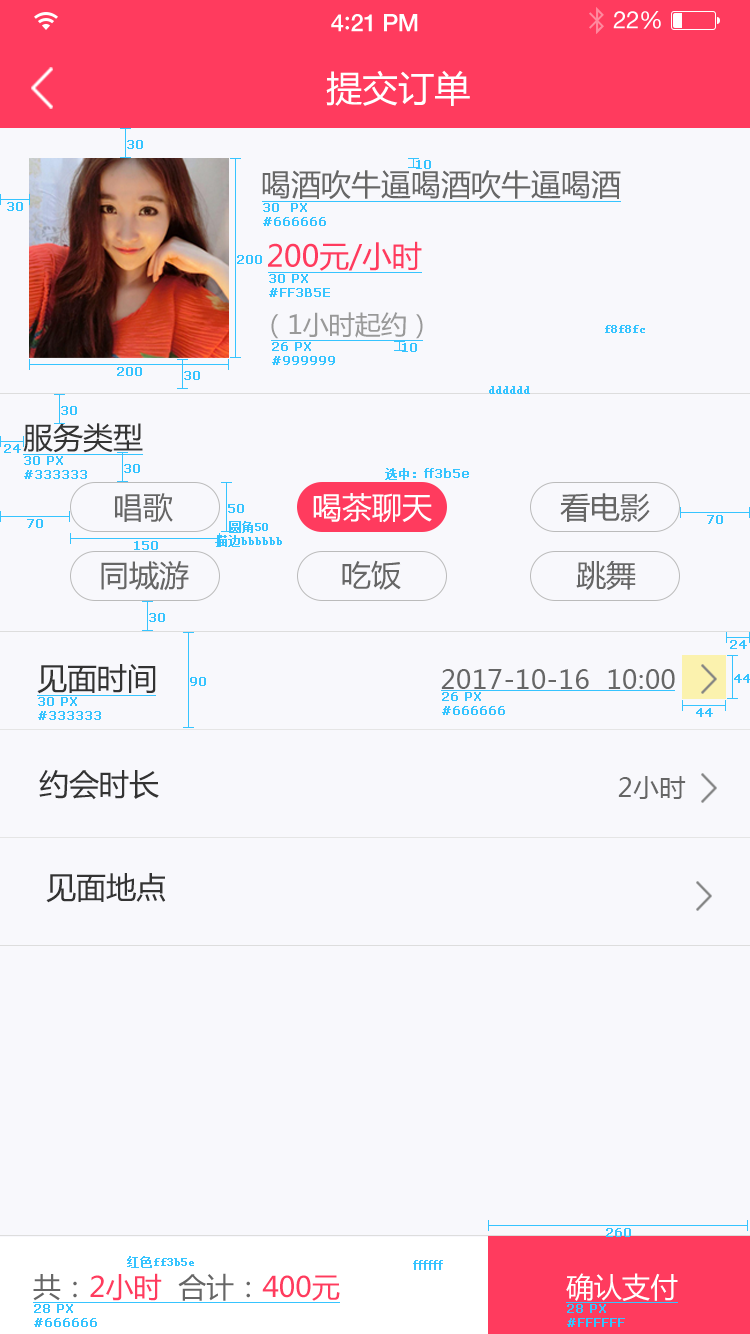 4:21 PM
22%
提交订单
30
10
30
喝酒吹牛逼喝酒吹牛逼喝酒
30 PX
#666666
200
200元/小时
30 PX
#FF3B5E
（1小时起约）
f8f8fc
26 PX
10
#999999
200
30
dddddd
30
24
服务类型
30 PX
#333333
30
选中：ff3b5e
唱歌
50
喝茶聊天
看电影
70
圆角50
70
150
描边bbbbbb
同城游
吃饭
跳舞
30
24
见面时间
90
2017-10-16 10:00
44
30 PX
#333333
26 PX
#666666
44
约会时长
2小时
见面地点
260
红色ff3b5e
ffffff
共：2小时 合计：400元
确认支付
28 PX
#666666
28 PX
#FFFFFF